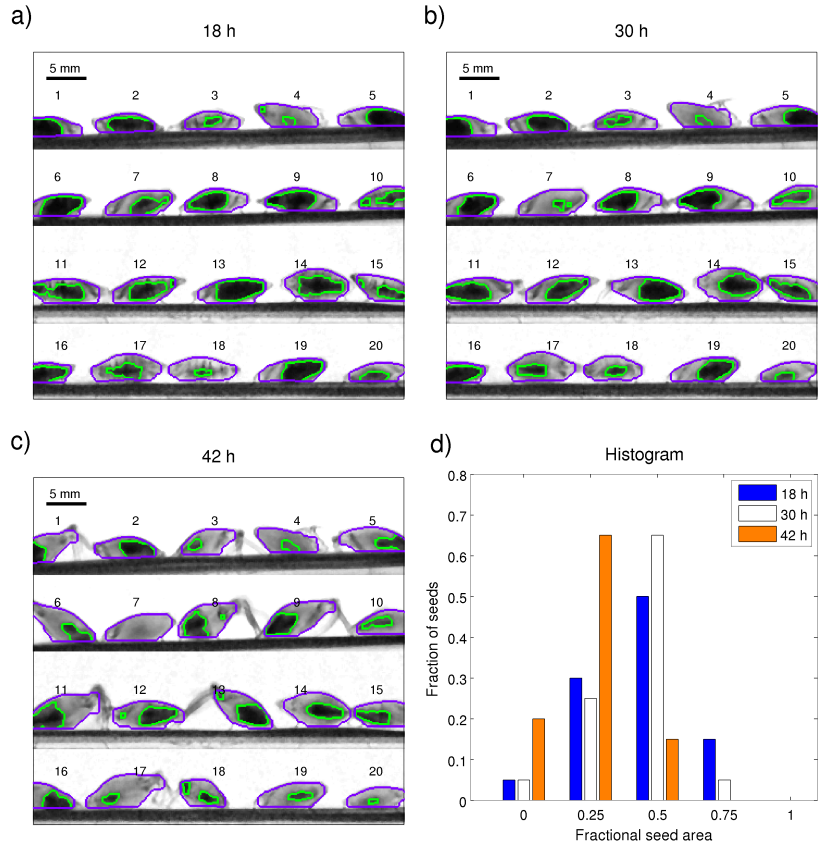 a)
18 h
5 mm
1 2 3 4 5
6 7 8 9 10
11 12 13 14 15
16 17 18 19 20
b)
30 h
5 mm
1 2 3 4 5
6 7 8 9 10
11 12 13 14 15
16 17 18 19 20
c)
42 h
5 mm
1 2 3 4 5
6 7 8 9 10
11 12 13 14 15
16 17 18 19 20
d)
Histogram
18 h
30 h
42 h
Fraction of seeds
0.8
0.7
0.6
0.5
0.4
0.3
0.2
0.1
0
0 0.25 0.5 0.75 1
Fractional seed area